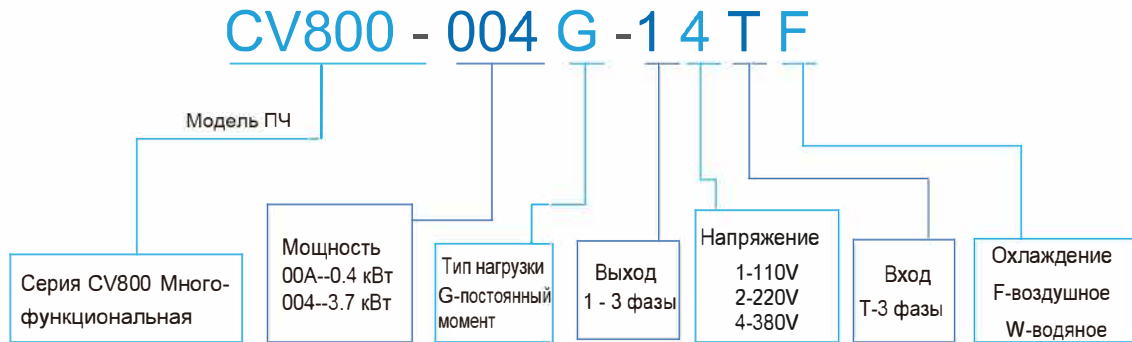 CV800 - 004 G -1 4 T F
Модель ПЧ
Серия CV800 Много-
функциональная
Мощность
00A--0.4 кВт
004--3.7 кВт
Тип нагрузки
G-постоянный
момент
Выход
1 - 3 фазы
Напряжение
1-110V
2-220V
4-380V
Вход
Т-3 фазы
Охлаждение
F-воздушное
W-водяное